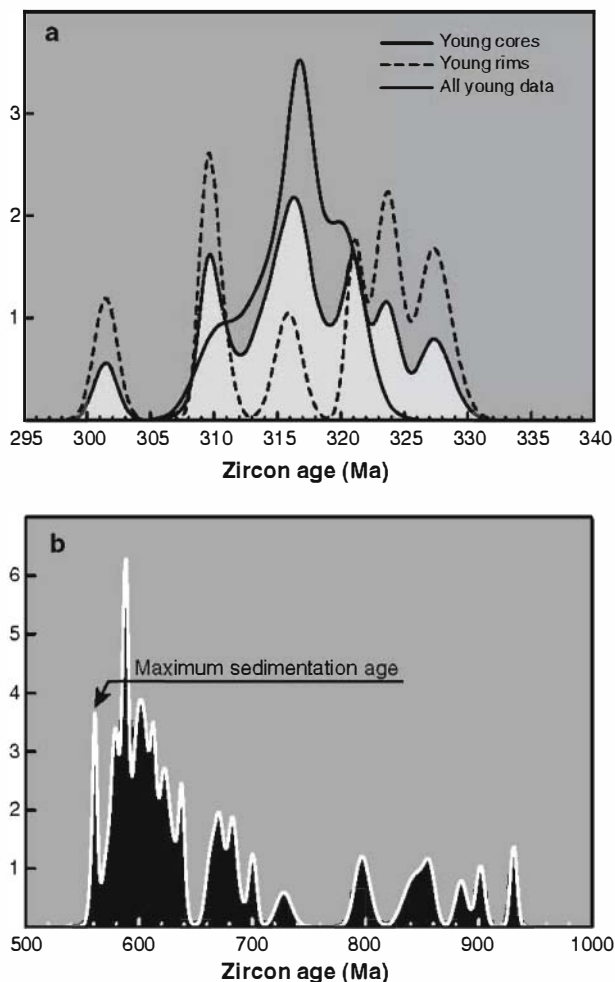 a
Young cores
Young rims
All young data
3
2
1
295 300 305 310 315 320 325 330 335 340
Zircon age (Ma)
b
6
5
Maximum sedimentation age
4
3
2
1
500 600 700 800 900 1000
Zircon age (Ma)